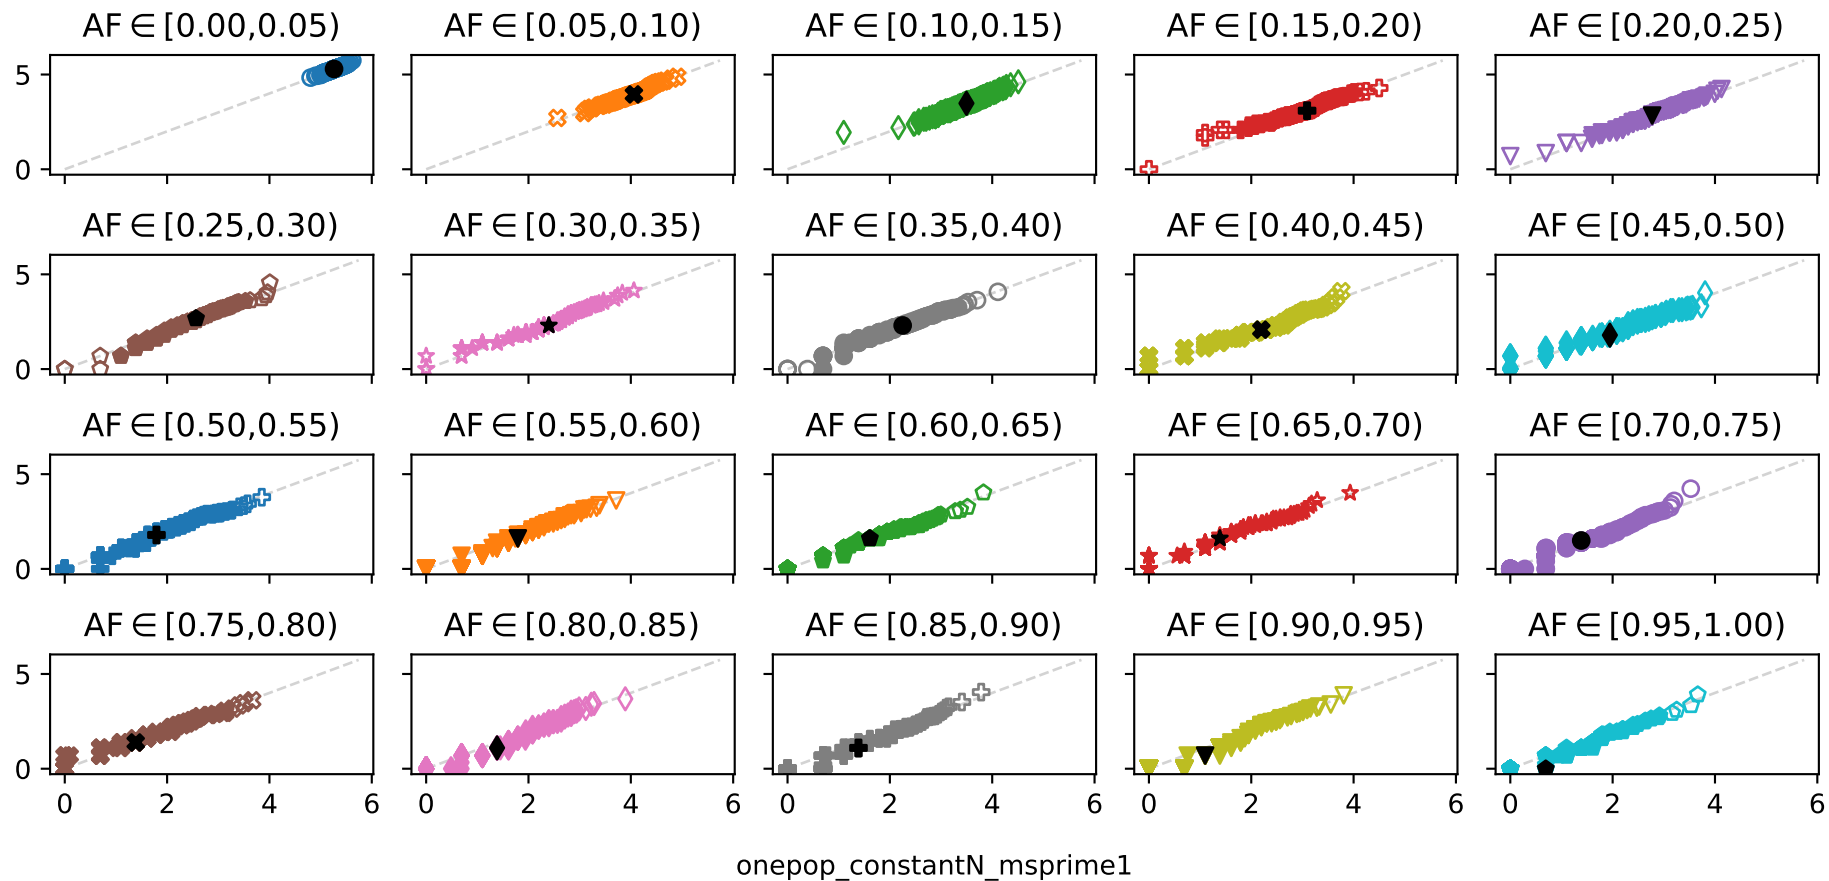 AF ∈ [0.00,0.05) AF ∈ [0.05,0.10) AF ∈ [0.10,0.15) AF ∈ [0.15,0.20) AF ∈ [0.20,0.25)
5
0
AF ∈ [0.25,0.30) AF ∈ [0.30,0.35) AF ∈ [0.35,0.40) AF ∈ [0.40,0.45) AF ∈ [0.45,0.50)
5
0
AF ∈ [0.50,0.55) AF ∈ [0.55,0.60) AF ∈ [0.60,0.65) AF ∈ [0.65,0.70) AF ∈ [0.70,0.75)
5
0
AF ∈ [0.75,0.80) AF ∈ [0.80,0.85) AF ∈ [0.85,0.90) AF ∈ [0.90,0.95) AF ∈ [0.95,1.00)
5
0
0 2 4 6 0 2 4 6 0 2 4 6 0 2 4 6 0 2 4 6
onepop_constantN_msprime1